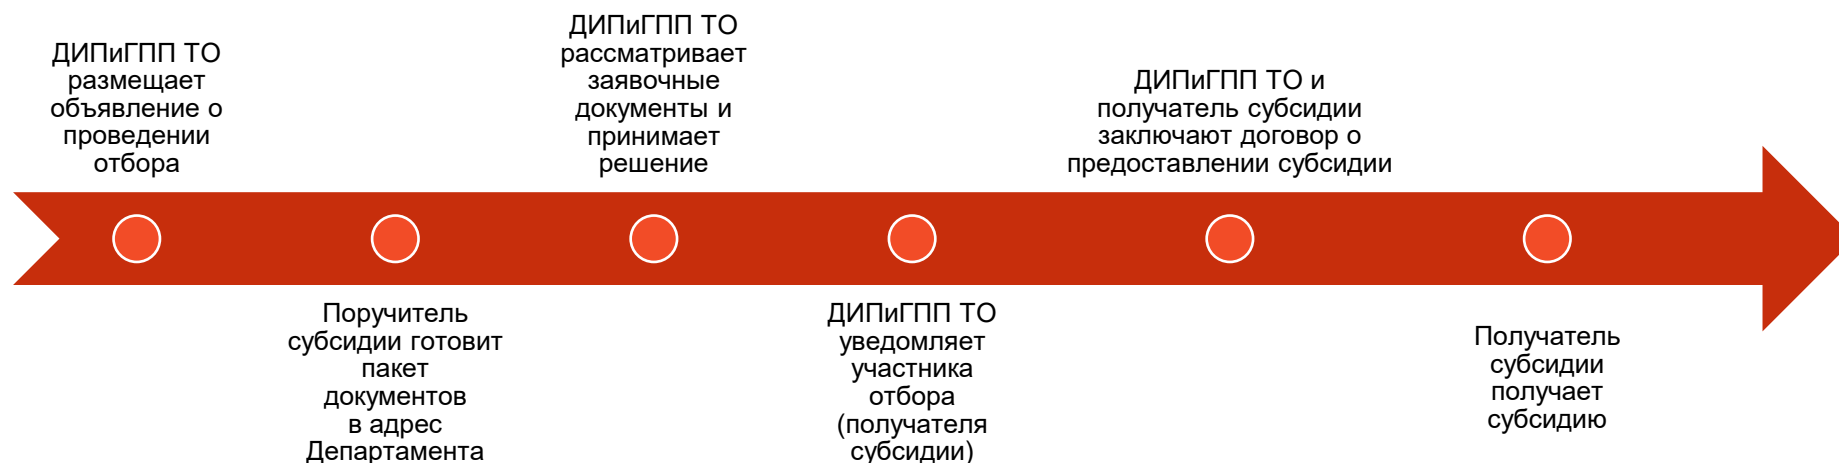 ДИПиГПП ТО
размещает
объявление о
проведении
отбора
Поручитель
субсидии готовит
пакет
документов
в адрес
Департамента
ДИПиГПП ТО
рассматривает
заявочные
документы и
принимает
решение
ДИПиГПП ТО
уведомляет
участника
отбора
(получателя
субсидии)
ДИПиГПП ТО и
получатель субсидии
заключают договор о
предоставлении субсидии
Получатель
субсидии
получает
субсидию